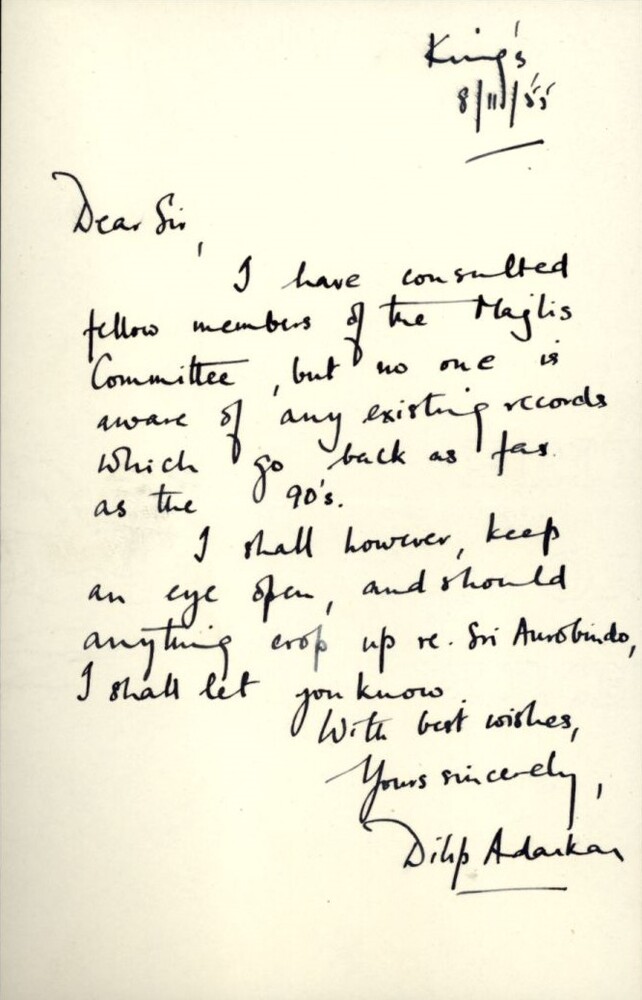 King's
8/11/'55
Dear Sir,
I have consulted
fellow members of the Majlis
Committee, but no one is
aware of any existing records
which go back as far
as the 90's.
I shall however, keep
an eye open, and should
anything crop up re. Sri Aurobindo,
I shall let you know.
With best wishes,
Yours sincerely,
Dilip Adarkar